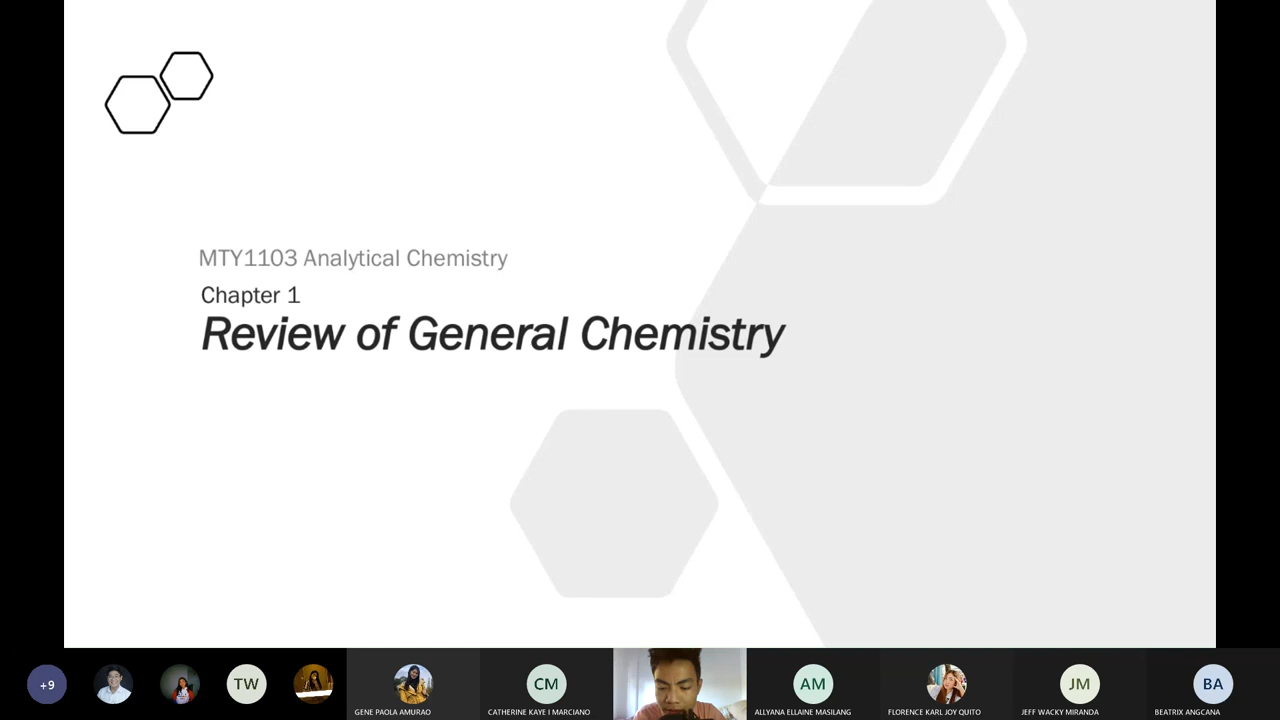 MTY1103 Analytical Chemistry
Chapter 1
Review of General Chemistry
+9
TW
CM
AM
JM
BA
GENE PAOLA AMURAO
CATHERINE KAYE I MARCIANO
ALLYANA ELLAINE MASILANG
FLORENCE KARL JOY QUITO
JEFF WACKY MIRANDA
BEATRIX ANGCANA